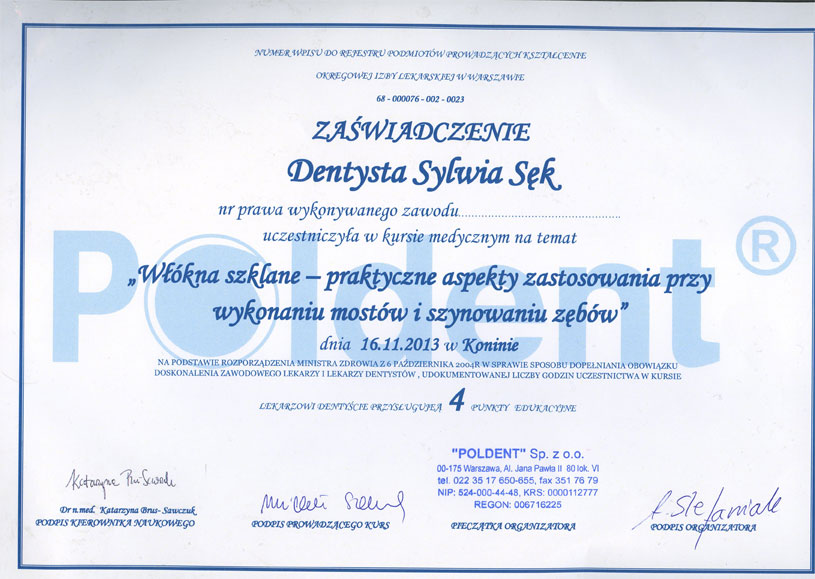 NUMER WPISU DO REJESTRU PODMIOTÓW PROWADZĄCYCH KSZTAŁCENIE
OKRĘGOWEJ IZBY LEKARSKIEJ W WARSZAWIE
68 - 000076 - 002 - 0023
ZAŚWIADCZENIE
Dentysta Sylwia Sęk
nr prawa wykonywanego zawodu......................................................
uczestniczyła w kursie medycznym na temat
Poldent®
„Włókna szklane – praktyczne aspekty zastosowania przy
wykonaniu mostów i szynowaniu zębów”
dnia 16.11.2013 w Koninie
NA PODSTAWIE ROZPORZĄDZENIA MINISTRA ZDROWIA Z 6 PAŹDZIERNIKA 2004R W SPRAWIE SPOSOBU DOPEŁNIANIA OBOWIĄZKU
DOSKONALENIA ZAWODOWEGO LEKARZY I LEKARZY DENTYSTÓW , UDOKUMENTOWANEJ LICZBY GODZIN UCZESTNICTWA W KURSIE
LEKARZOWI DENTYŚCIE PRZYSŁUGUJĄ 4 PUNKTY EDUKACYJNE
"POLDENT" Sp. z o.o.
00-175 Warszawa, Al. Jana Pawła II 80 lok. VI
tel. 022 35 17 650-655, fax 351 76 79
NIP: 524-000-44-48, KRS: 0000112777
REGON: 006716225
Dr n.med. Katarzyna Brus- Sawczuk
PODPIS KIEROWNIKA NAUKOWEGO
PODPIS PROWADZĄCEGO KURS
PIECZĄTKA ORGANIZATORA
PODPIS ORGANIZATORA